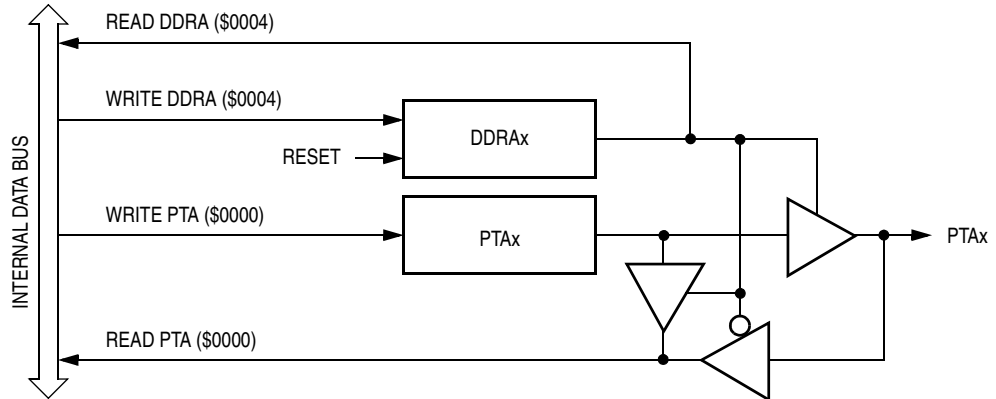 READ DDRA ($0004)
WRITE DDRA ($0004)
DDRAx
RESET
INTERNAL DATA BUS
WRITE PTA ($0000)
PTAx
PTAx
READ PTA ($0000)